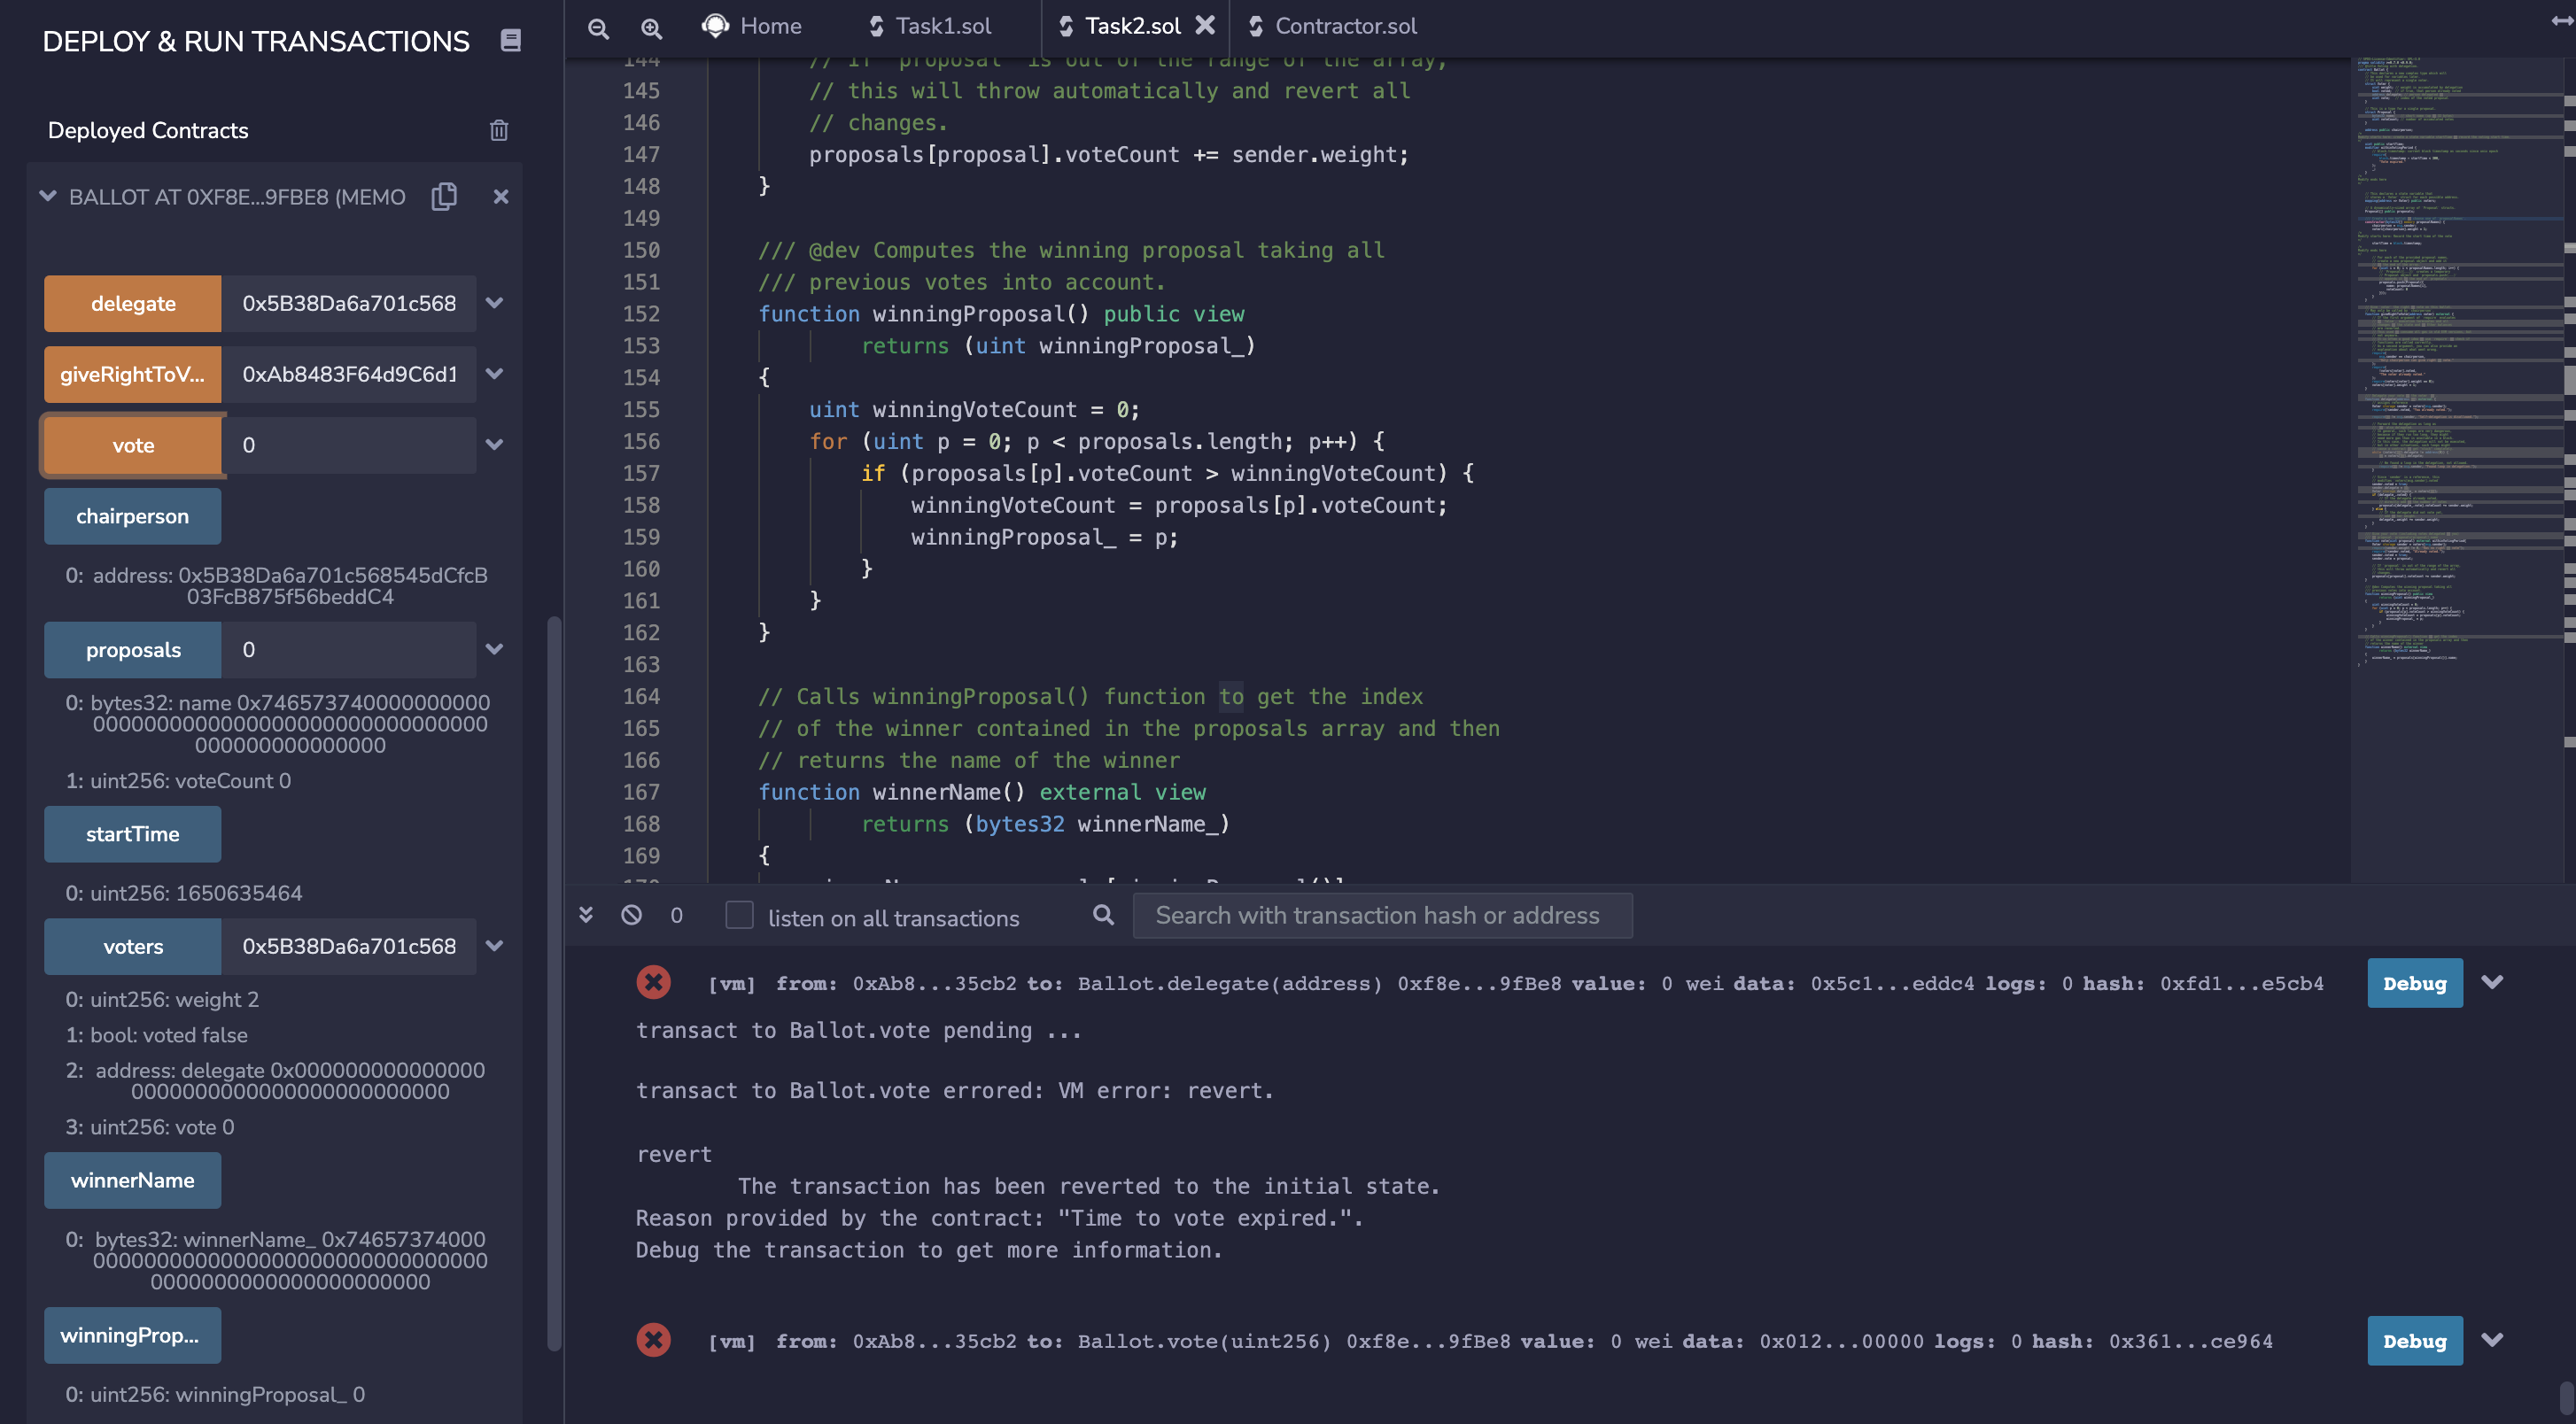 DEPLOY & RUN TRANSACTIONS
Deployed Contracts
BALLOT AT 0XF8E...9FBE8 (MEMO
delegate 0x5B38Da6a701c568
giveRightToV... 0xAb8483F64d9C6d1
vote 0
chairperson
0: address: 0x5B38Da6a701c568545dCfcB
03FcB875f56beddC4
proposals 0
0: bytes32: name 0x
1: uint256: voteCount 0
startTime
0: uint256: 1650635464
voters 0x5B38Da6a701c568
0: uint256: weight 2
1: bool: voted false
2: address: delegate
3: uint256: vote 0
winnerName
0: bytes32: winnerName_ 0x74657374000
winningProp...
0: uint256: winningProposal_ 0
Home Task1.sol Task2.sol Contractor.sol
144 // If `proposal` is out of the range of the array,
145 // this will throw automatically and revert all
146 // changes.
147 proposals[proposal].voteCount += sender.weight;
148 }
149
150 /// @dev Computes the winning proposal taking all
151 /// previous votes into account.
152 function winningProposal() public view
153 returns (uint winningProposal_)
154 {
155 uint winningVoteCount = 0;
156 for (uint p = 0; p < proposals.length; p++) {
157 if (proposals[p].voteCount > winningVoteCount) {
158 winningVoteCount = proposals[p].voteCount;
159 winningProposal_ = p;
160 }
161 }
162 }
163
164 // Calls winningProposal() function to get the index
165 // of the winner contained in the proposals array and then
166 // returns the name of the winner
167 function winnerName() external view
168 returns (bytes32 winnerName_)
169 {
0 listen on all transactions Search with transaction hash or address
[vm] from: 0xAb8...35cb2 to: Ballot.delegate(address) 0xf8e...9fBe8 value: 0 wei data: 0x5c1...eddc4 logs: 0 hash: 0xfd1...e5cb4 Debug
transact to Ballot.vote pending ...
transact to Ballot.vote errored: VM error: revert.
revert
The transaction has been reverted to the initial state.
Reason provided by the contract: "Time to vote expired.".
Debug the transaction to get more information.
[vm] from: 0xAb8...35cb2 to: Ballot.vote(uint256) 0xf8e...9fBe8 value: 0 wei data: 0x012...00000 logs: 0 hash: 0x361...ce964 Debug